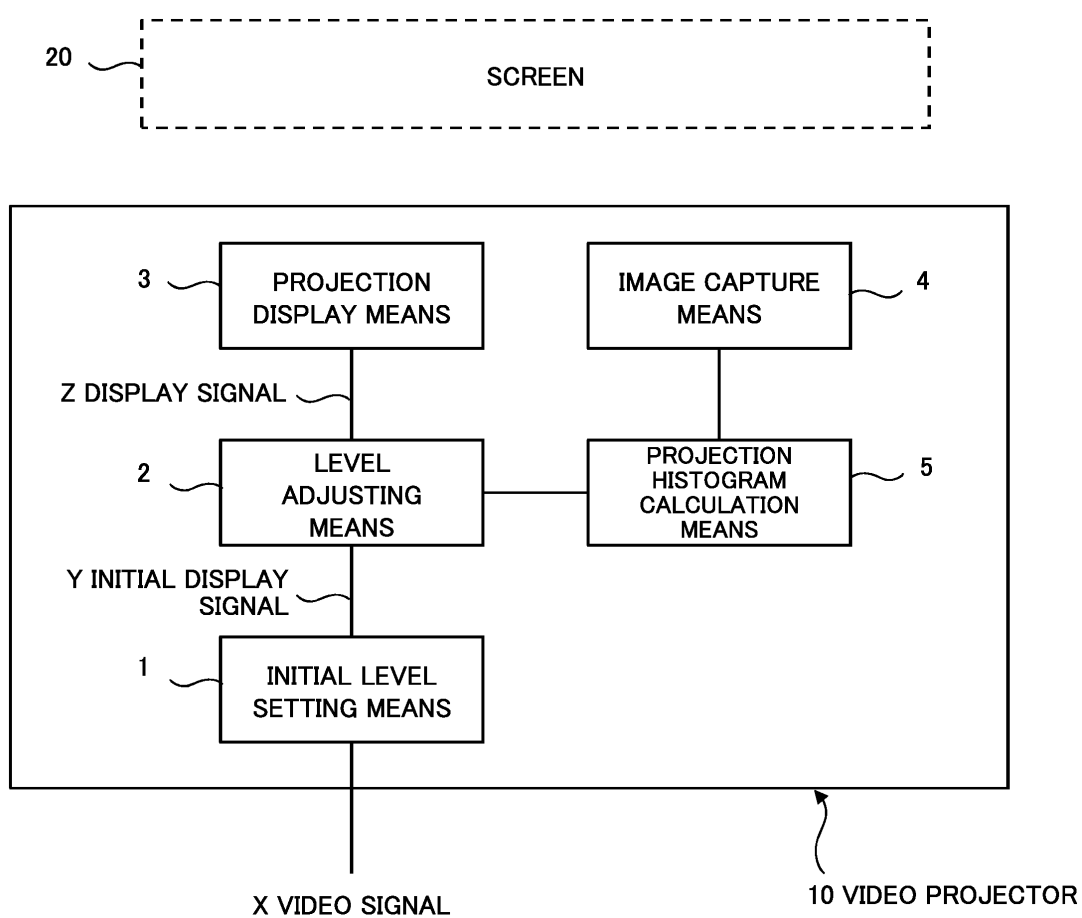 20
SCREEN
3
PROJECTION
DISPLAY MEANS
IMAGE CAPTURE
MEANS
4
Z DISPLAY SIGNAL
2
LEVEL
ADJUSTING
MEANS
PROJECTION
HISTOGRAM
CALCULATION
MEANS
5
Y INITIAL DISPLAY
SIGNAL
1
INITIAL LEVEL
SETTING MEANS
X VIDEO SIGNAL
10 VIDEO PROJECTOR